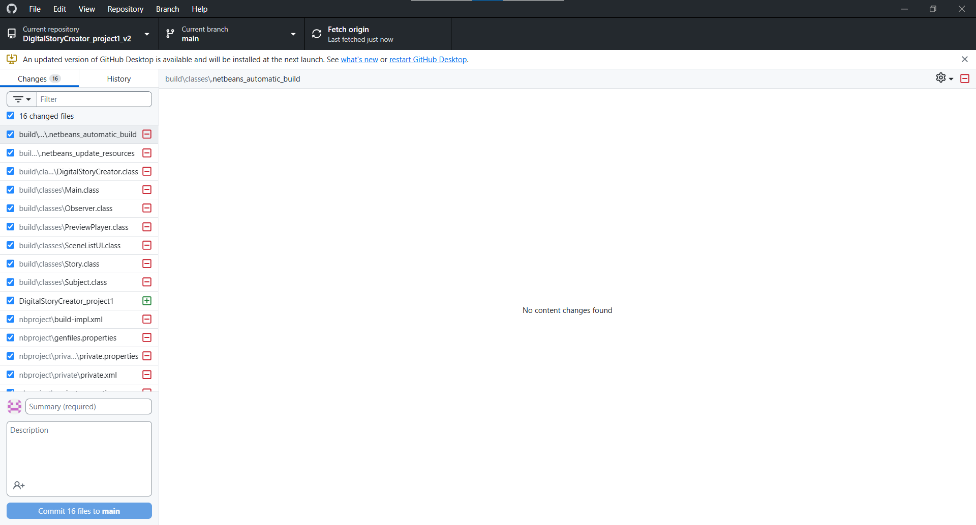 File Edit View Repository Branch Help
Current repository
DigitalStoryCreator_project1_v2
Current branch
main
Fetch origin
Last fetched just now
An updated version of GitHub Desktop is available and will be installed at the next launch. See what's new or restart GitHub Desktop.
Changes 16
History
build\classes\.netbeans_automatic_build
Filter
16 changed files
build\...\.netbeans_automatic_build
buil...\.netbeans_update_resources
build\cla...\DigitalStoryCreator.class
build\classes\Main.class
build\classes\Observer.class
build\classes\PreviewPlayer.class
build\classes\SceneListUI.class
build\classes\Story.class
build\classes\Subject.class
DigitalStoryCreator_project1
nbproject\build-impl.xml
nbproject\genfiles.properties
nbproject\priva...\private.properties
nbproject\private\private.xml
No content changes found
Summary (required)
Description
Commit 16 files to main